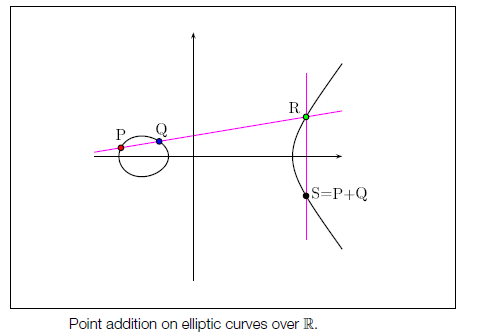 P
Q
R
S=P+Q
Point addition on elliptic curves over ℝ.